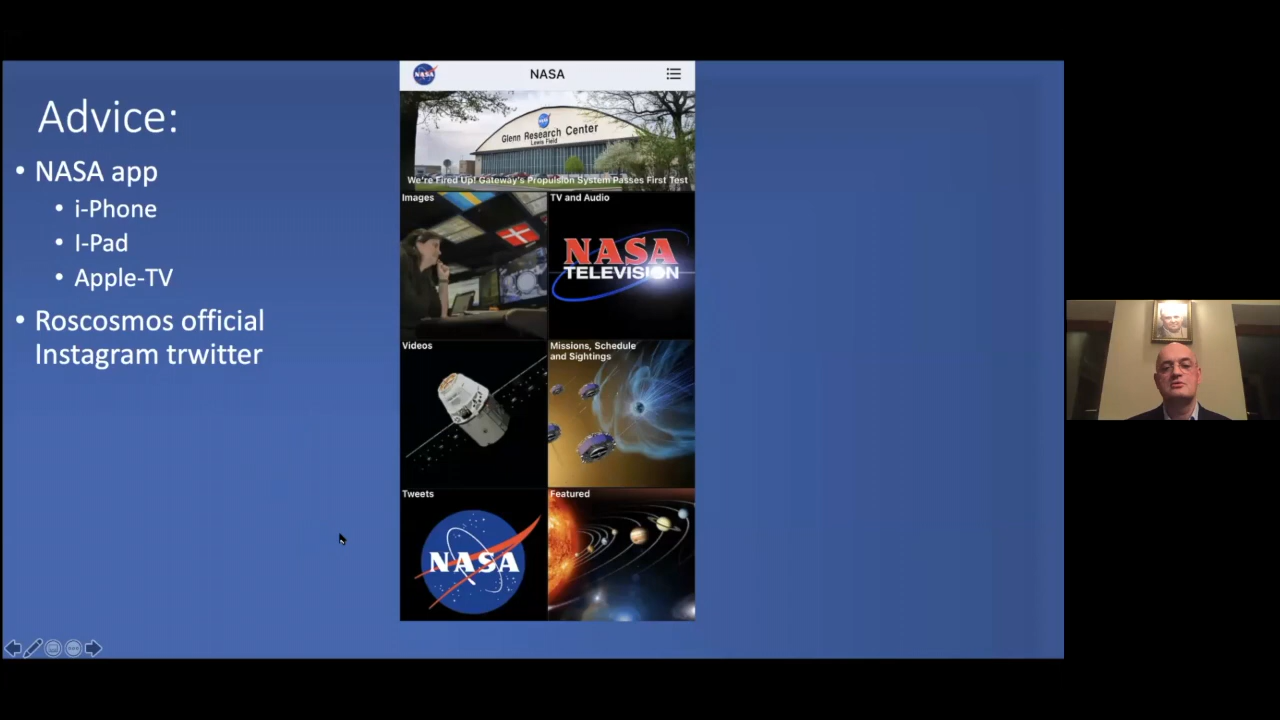 Advice:
• NASA app
• i-Phone
• I-Pad
• Apple-TV
• Roscosmos official
Instagram trwitter
NASA
NASA
NASA
Glenn Research Center
Lewis Field
We're Fired Up! Gateway's Propulsion System Passes First Test
Images
TV and Audio
NASA
TELEVISION
Videos
Missions, Schedule
and Sightings
Tweets
Featured
NASA